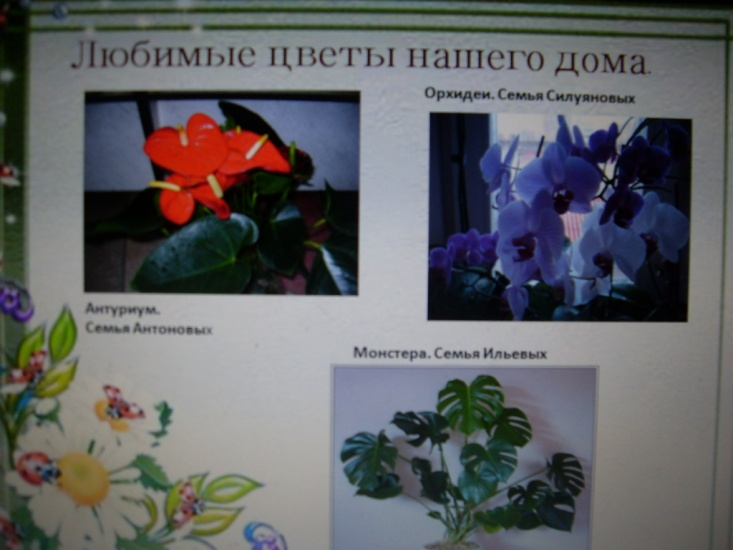 Любимые цветы нашего дома.
Орхидеи. Семья Силуяновых
Антуриум.
Семья Антоновых
Монстера. Семья Ильевых